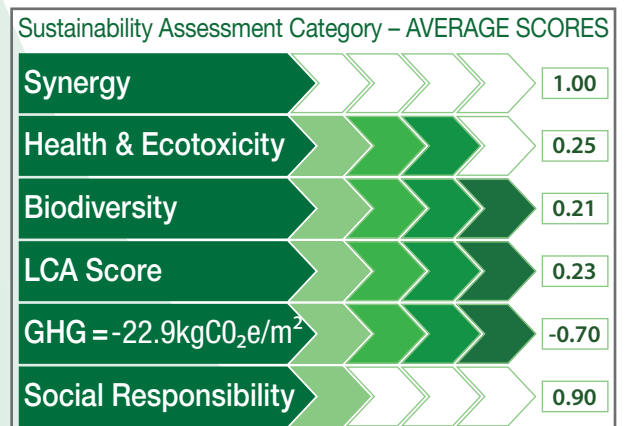 Sustainability Assessment Category – AVERAGE SCORES
Synergy 1.00
Health & Ecotoxicity 0.25
Biodiversity 0.21
LCA Score 0.23
GHG = -22.9kgC0₂e/m² -0.70
Social Responsibility 0.90